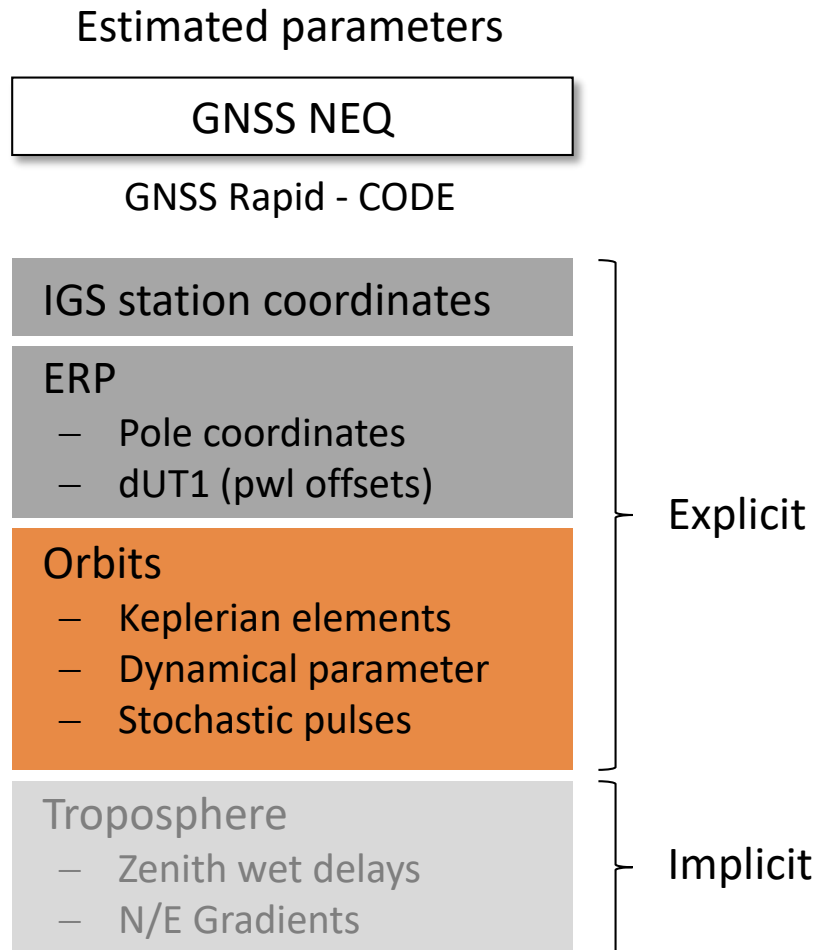 Estimated parameters
GNSS NEQ
GNSS Rapid - CODE
IGS station coordinates
ERP
– Pole coordinates
– dUT1 (pwl offsets)
Explicit
Orbits
– Keplerian elements
– Dynamical parameter
– Stochastic pulses
Troposphere
– Zenith wet delays
– N/E Gradients
Implicit